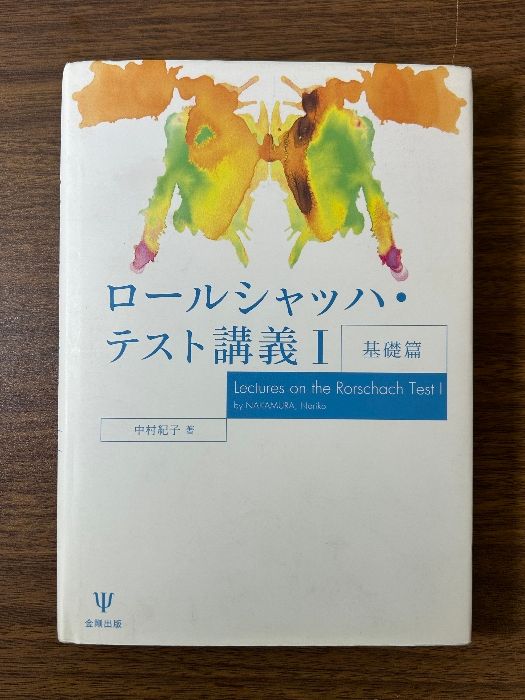 ロールシャッハ・
テスト講義 I
基礎篇
Lectures on the Rorschach Test I
by NAKAMURA, Noriko
中村紀子 著
Ψ
金剛出版